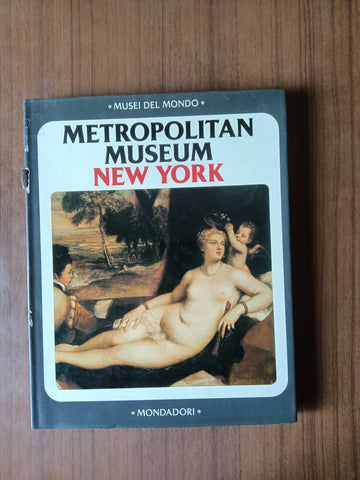 • MUSEI DEL MONDO •
METROPOLITAN
MUSEUM
NEW YORK
• MONDADORI •